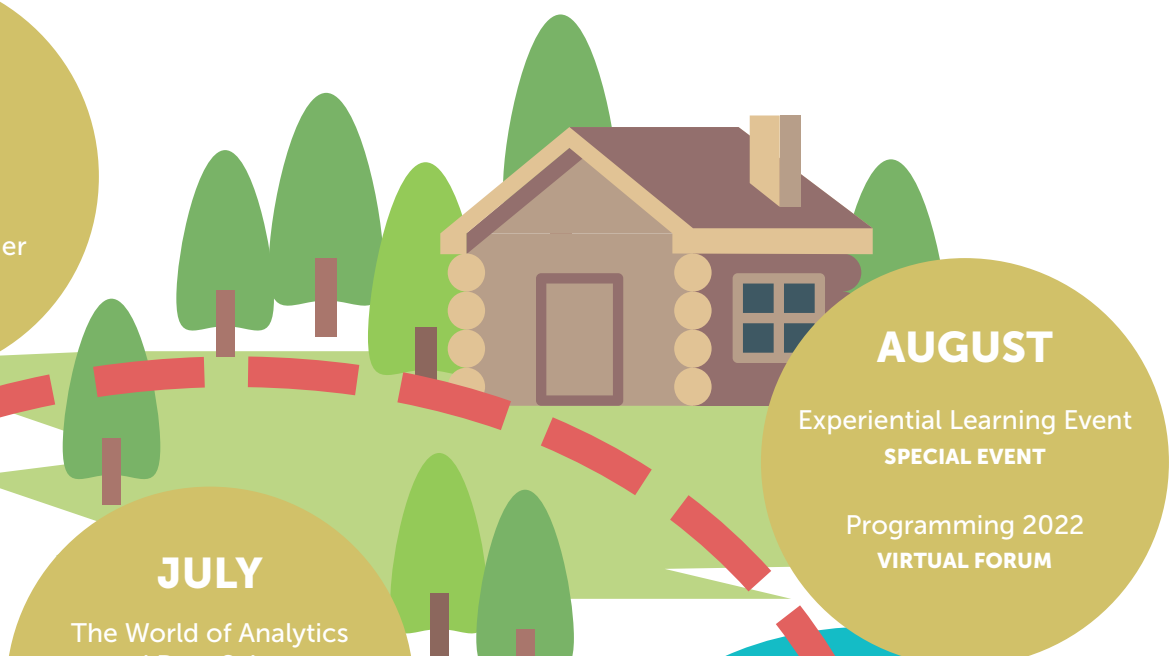 er
AUGUST
Experiential Learning Event
SPECIAL EVENT
Programming 2022
VIRTUAL FORUM
JULY
The World of Analytics